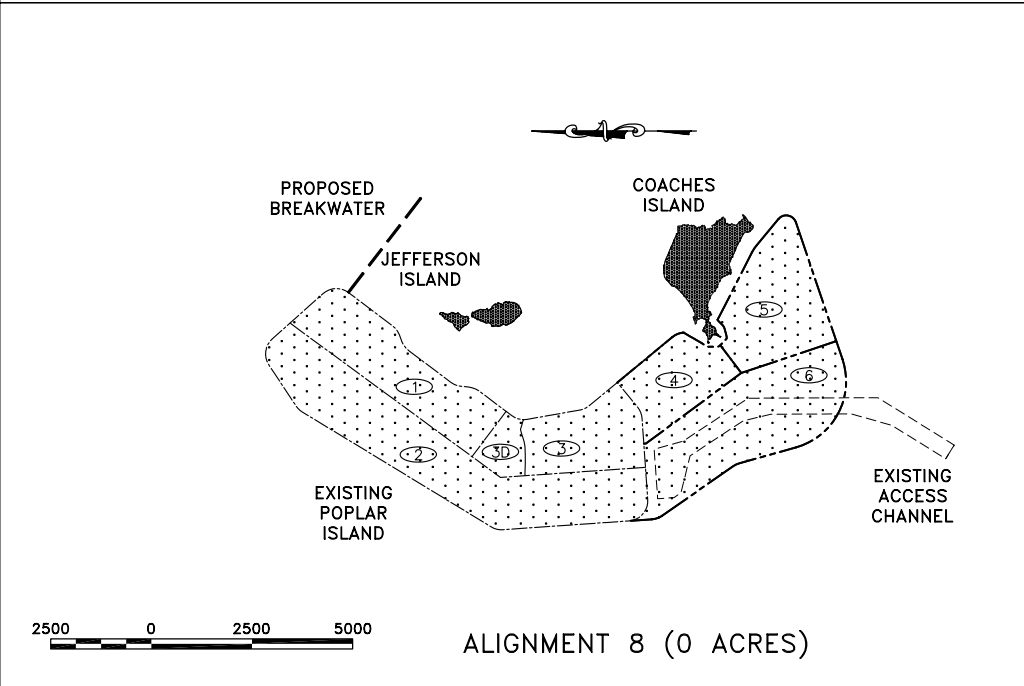 PROPOSED
BREAKWATER
COACHES
ISLAND
JEFFERSON
ISLAND
5
6
4
1
3
3D
2
EXISTING
POPLAR
ISLAND
EXISTING
ACCESS
CHANNEL
2500 0 2500 5000
ALIGNMENT 8 (0 ACRES)